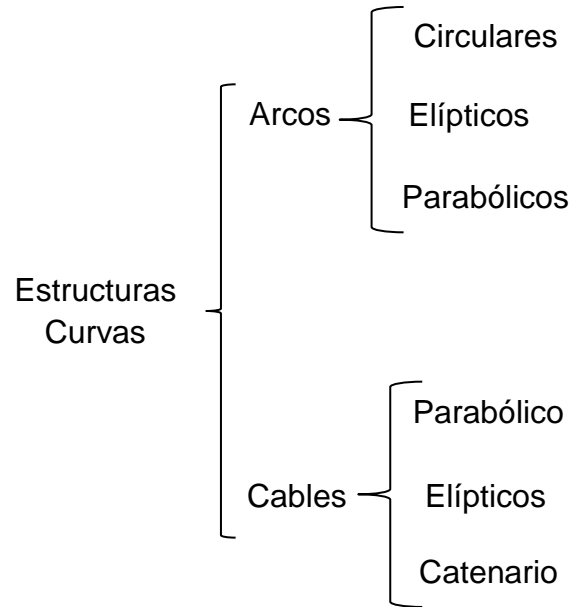 Estructuras
Curvas
Arcos
Circulares
Elípticos
Parabólicos
Cables
Parabólico
Elípticos
Catenario